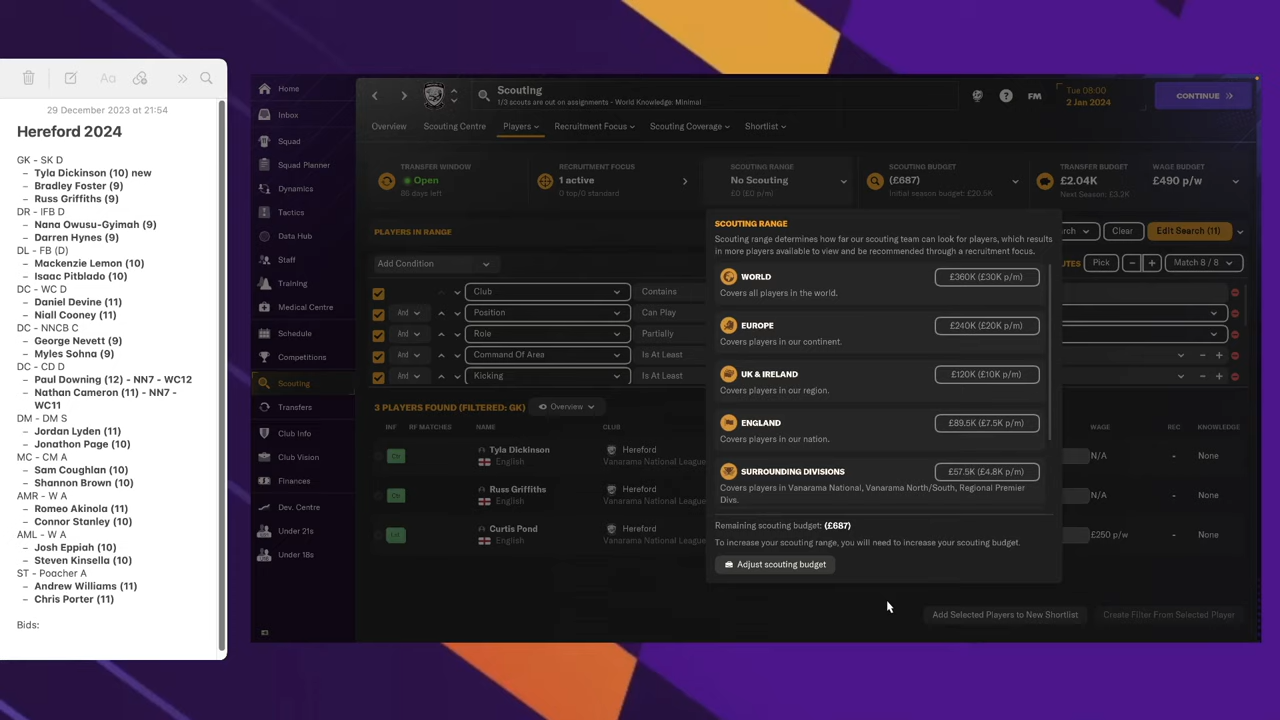 29 December 2023 at 21:54
Hereford 2024
GK - SK D
– Tyla Dickinson (10) new
– Bradley Foster (9)
– Russ Griffiths (9)
DR - IFB D
– Nana Owusu-Gyimah (9)
– Darren Hynes (9)
DL - FB (D)
– Mackenzie Lemon (10)
– Isaac Pitblado (10)
DC - WC D
– Daniel Devine (11)
– Niall Cooney (11)
DC - NNCB C
– George Nevett (9)
– Myles Sohna (9)
DC - CD D
– Paul Downing (12) - NN7 - WC12
– Nathan Cameron (11) - NN7 -
WC11
DM - DM S
– Jordan Lyden (11)
– Jonathon Page (10)
MC - CM A
– Sam Coughlan (10)
– Shannon Brown (10)
AMR - W A
– Romeo Akinola (11)
– Connor Stanley (10)
AML - W A
– Josh Eppiah (10)
– Steven Kinsella (10)
ST - Poacher A
– Andrew Williams (11)
– Chris Porter (11)
Bids:
Home
Inbox
Squad
Squad Planner
Dynamics
Tactics
Data Hub
Staff
Training
Medical Centre
Schedule
Competitions
Scouting
Transfers
Club Info
Club Vision
Finances
Dev. Centre
Under 21s
Under 18s
Scouting
1/3 scouts are out on assignments - World Knowledge: Minimal
FM
Tue 08:00
2 Jan 2024
CONTINUE
Overview Scouting Centre Players Recruitment Focus Scouting Coverage Shortlist
TRANSFER WINDOW
Open
RECRUITMENT FOCUS
1 active
0 top/0 standard
SCOUTING RANGE
No Scouting
£0 (£0 p/m)
SCOUTING BUDGET
(£687)
Initial season budget: £20.5K
TRANSFER BUDGET
£2.04K
Next Season: £3.2K
WAGE BUDGET
£490 p/w
PLAYERS IN RANGE
Clear Edit Search (11)
Add Condition
Pick Match 8 / 8
Club Contains
And Position Can Play
And Role Partially
And Command Of Area Is At Least
And Kicking Is At Least
SCOUTING RANGE
Scouting range determines how far our scouting team can look for players, which results
in more players available to view and be recommended through a recruitment focus.
WORLD £360K (£30K p/m)
Covers all players in the world.
EUROPE £240K (£20K p/m)
Covers players in our continent.
UK & IRELAND £120K (£10K p/m)
Covers players in our region.
ENGLAND £89.5K (£7.5K p/m)
Covers players in our nation.
SURROUNDING DIVISIONS £57.5K (£4.8K p/m)
Covers players in Vanarama National, Vanarama North/South, Regional Premier
Divs.
Remaining scouting budget: (£687)
To increase your scouting range, you will need to increase your scouting budget.
Adjust scouting budget
3 PLAYERS FOUND (FILTERED: GK) Overview
INF RF MATCHES NAME CLUB WAGE REC KNOWLEDGE
Tyla Dickinson Hereford N/A - None
English Vanarama National League
Russ Griffiths Hereford N/A - None
English Vanarama National League
Curtis Pond Hereford £250 p/w - None
English Vanarama National League
Add Selected Players to New Shortlist Create Filter From Selected Player